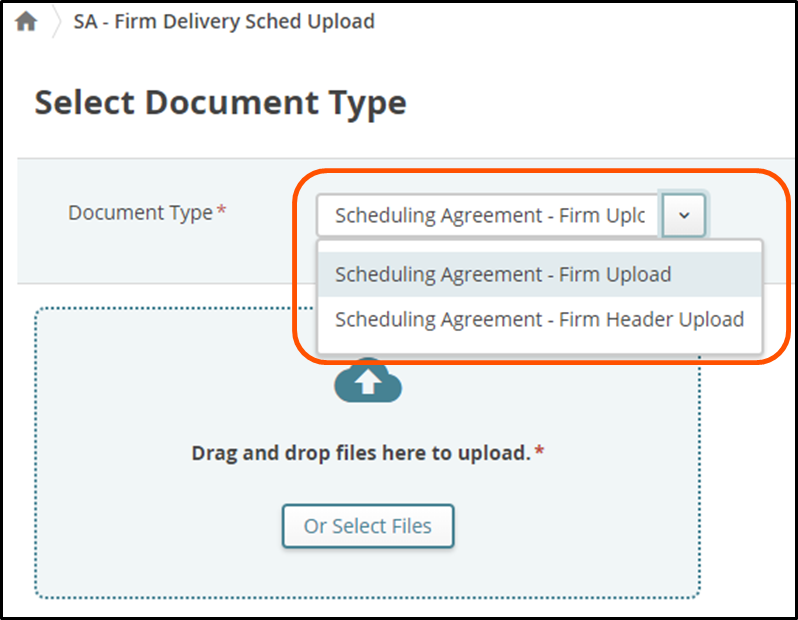 SA - Firm Delivery Sched Upload
Select Document Type
Document Type* Scheduling Agreement - Firm Uplc
Scheduling Agreement - Firm Upload
Scheduling Agreement - Firm Header Upload
Drag and drop files here to upload.*
Or Select Files